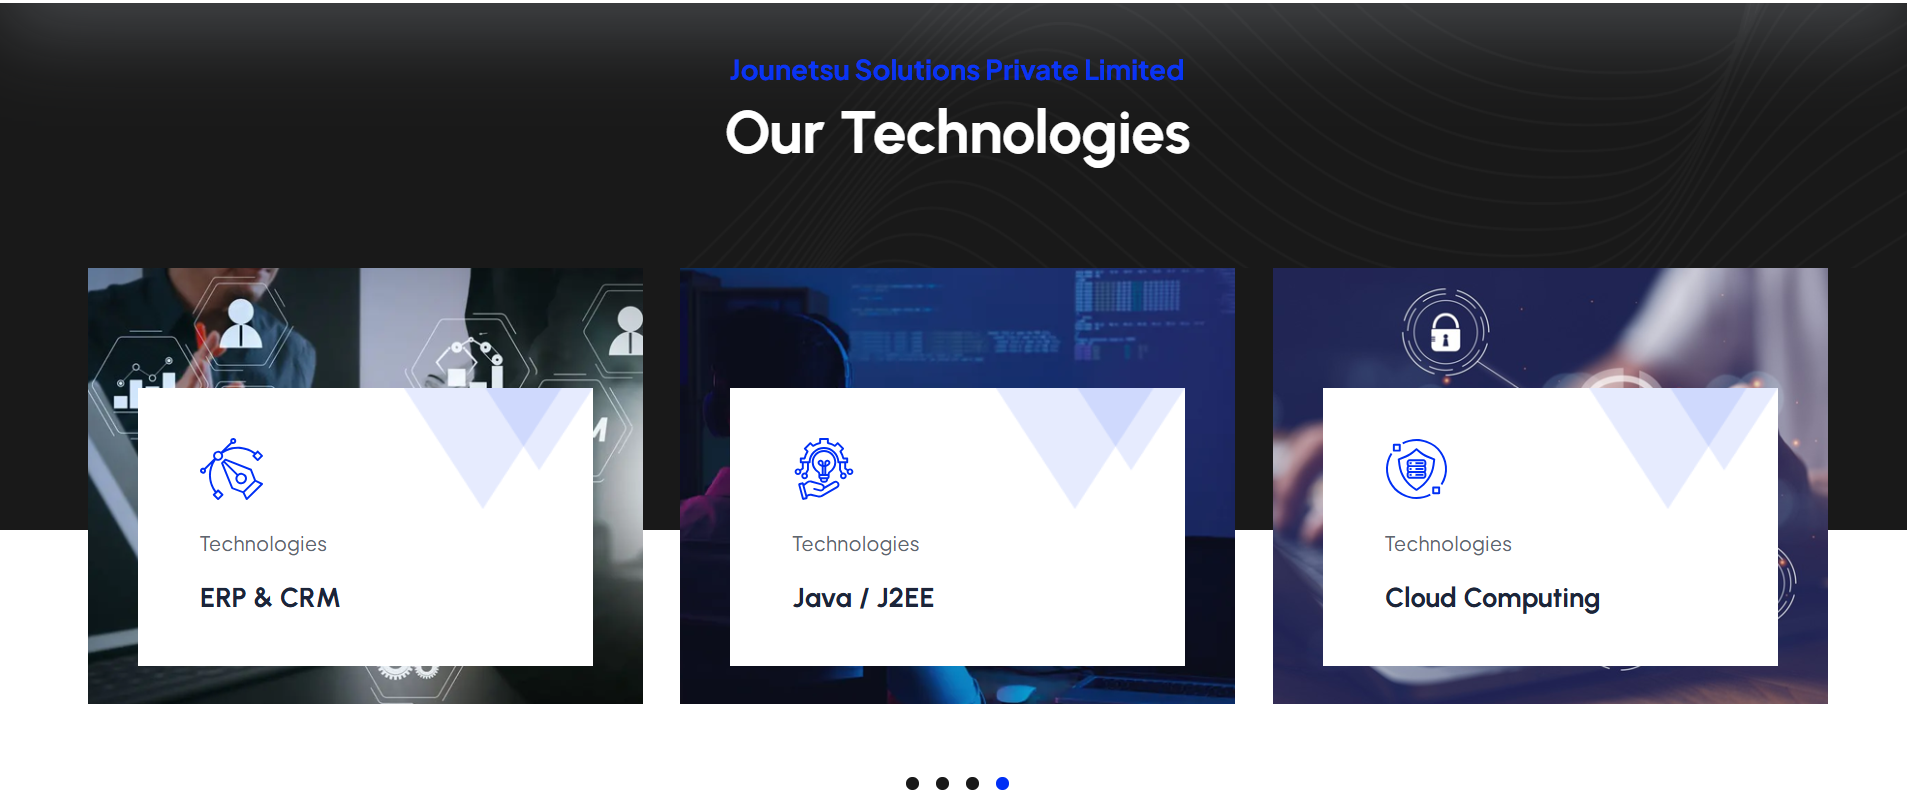 Jounetsu Solutions Private Limited
Our Technologies
Technologies
ERP & CRM
Technologies
Java / J2EE
Technologies
Cloud Computing